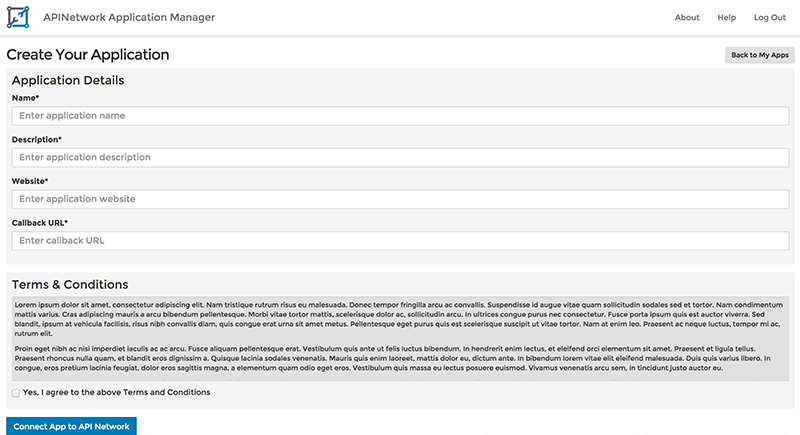 APINetwork Application Manager
About
Help
Log Out
Create Your Application
Back to My Apps
Application Details
Name*
Enter application name
Description*
Enter application description
Website*
Enter application website
Callback URL*
Enter callback URL
Terms & Conditions
Lorem ipsum dolor sit amet, consectetur adipiscing elit. Nam tristique rutrum risus eu malesuada. Donec tempor fringilla arcu ac convallis. Suspendisse id augue vitae quam sollicitudin sodales sed et tortor. Nam condimentum
mattis varius. Cras adipiscing mauris a arcu bibendum pellentesque. Morbi vitae tortor mattis, scelerisque dolor ac, sollicitudin arcu. In ultrices congue purus nec consectetur. Fusce porta ipsum quis est auctor viverra. Sed
blandit, ipsum at vehicula facilisis, risus nibh convallis diam, quis congue erat urna sit amet metus. Pellentesque eget purus quis est scelerisque suscipit ut vitae tortor. Nam at enim leo. Praesent ac neque luctus, tempor mi ac,
rutrum elit.
Proin eget nibh ac nisi imperdiet iaculis ac ac arcu. Fusce aliquam pellentesque erat. Vestibulum quis ante ut felis luctus bibendum. In hendrerit enim lectus, et eleifend orci elementum sit amet. Praesent et ligula tellus.
Praesent rhoncus nulla quam, et blandit eros dignissim a. Quisque lacinia sodales venenatis. Mauris quis enim laoreet, mattis dolor eu, dictum ante. In bibendum lorem vitae elit eleifend malesuada. Duis quis varius libero. In
congue, eros pretium lacinia feugiat, dolor eros sagittis magna, a elementum quam odio eget eros. Vestibulum quis massa eu lectus posuere euismod. Vivamus venenatis arcu sem, in tincidunt justo auctor eu.
Yes, I agree to the above Terms and Conditions
Connect App to API Network